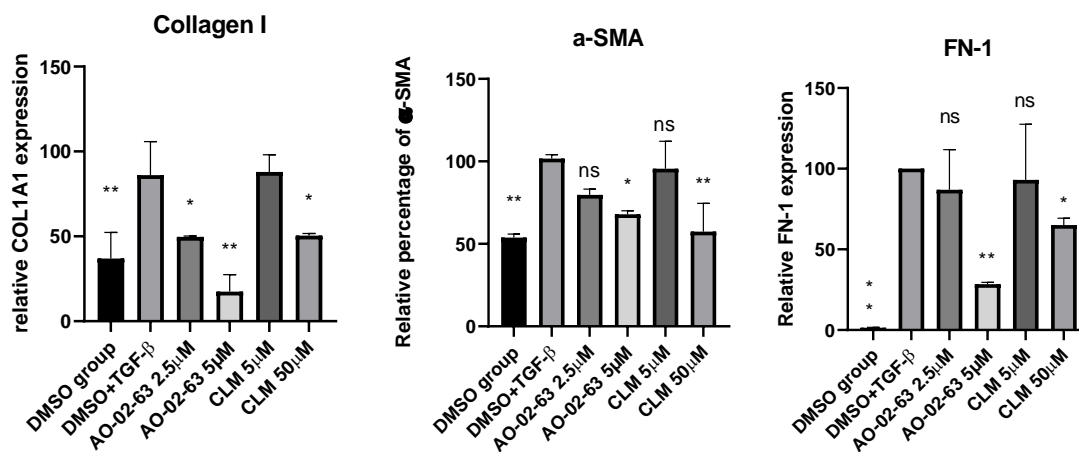 Collagen I
relative COL1A1 expression
150
100
50
0
**
*
**
*
DMSO group
DMSO+TGF-β
AO-02-63 2.5μM
AO-02-63 5μM
CLM 5μM
CLM 50μM
a-SMA
Relative percentage of α-SMA
150
100
50
0
**
ns
*
ns
**
DMSO group
DMSO+TGF-β
AO-02-63 2.5μM
AO-02-63 5μM
CLM 5μM
CLM 50μM
FN-1
Relative FN-1 expression
150
100
50
0
*
*
ns
**
ns
*
DMSO group
DMSO+TGF-β
AO-02-63 2.5μM
AO-02-63 5μM
CLM 5μM
CLM 50μM